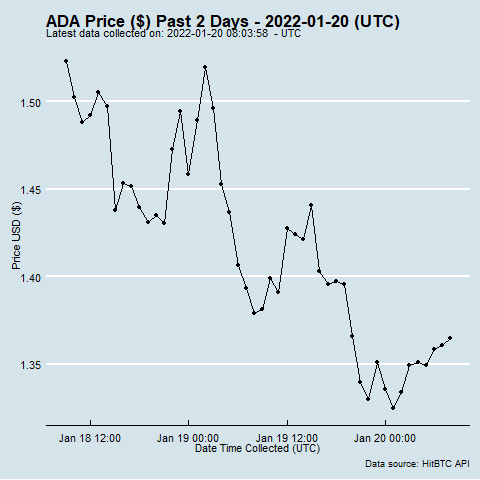 ADA Price ($) Past 2 Days - 2022-01-20 (UTC)
Latest data collected on: 2022-01-20 08:03:58 - UTC
1.50
1.45
1.40
1.35
Price USD ($)
Jan 18 12:00 Jan 19 00:00 Jan 19 12:00 Jan 20 00:00
Date Time Collected (UTC)
Data source: HitBTC API